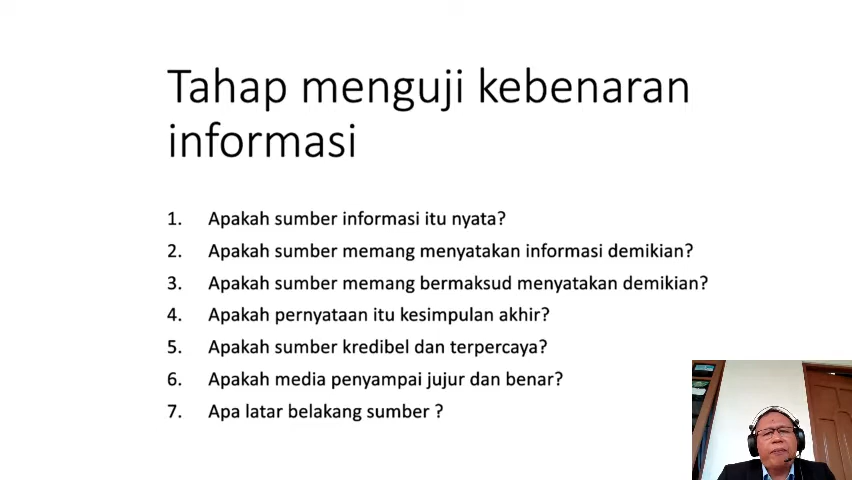 Tahap menguji kebenaran
informasi
1. Apakah sumber informasi itu nyata?
2. Apakah sumber memang menyatakan informasi demikian?
3. Apakah sumber memang bermaksud menyatakan demikian?
4. Apakah pernyataan itu kesimpulan akhir?
5. Apakah sumber kredibel dan terpercaya?
6. Apakah media penyampai jujur dan benar?
7. Apa latar belakang sumber ?